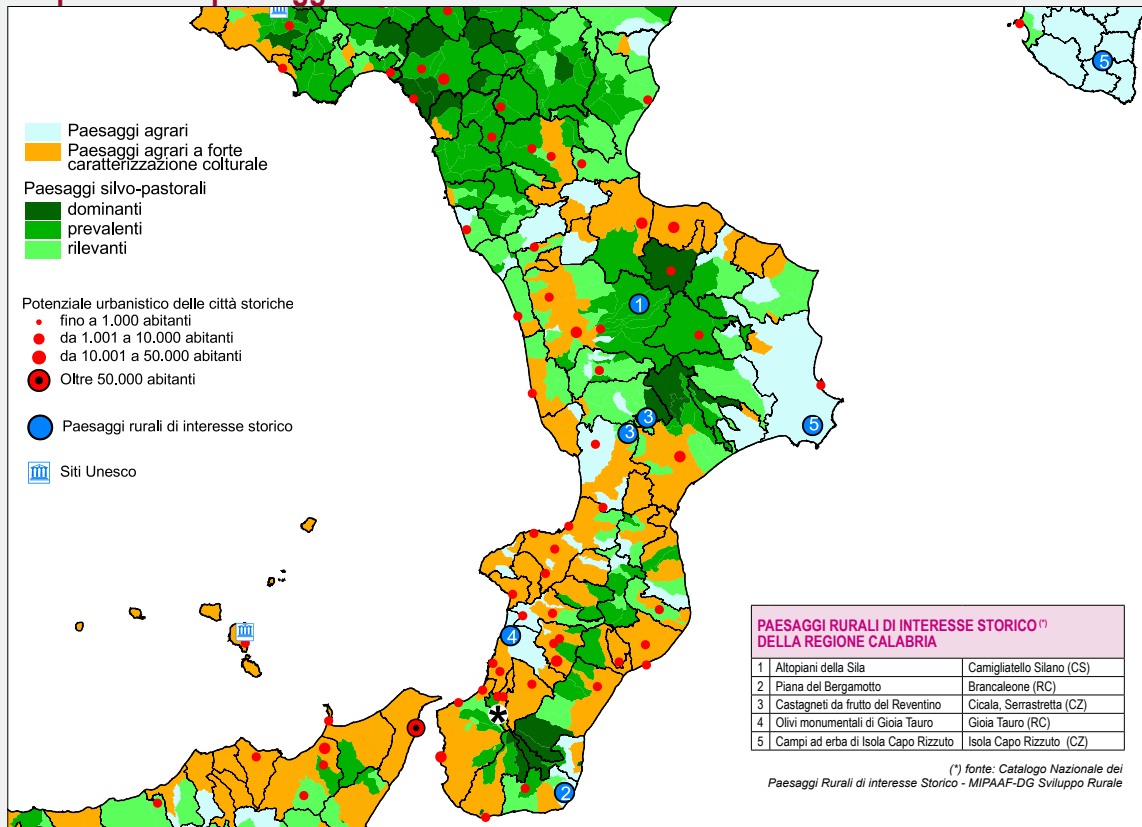 Paesaggi agrari
Paesaggi agrari a forte
caratterizzazione colturale
Paesaggi silvo-pastorali
dominanti
prevalenti
rilevanti
Potenziale urbanistico delle città storiche
fino a 1.000 abitanti
da 1.001 a 10.000 abitanti
da 10.001 a 50.000 abitanti
Oltre 50.000 abitanti
Paesaggi rurali di interesse storico
Siti Unesco
5
1
3
3
5
4
*
2
PAESAGGI RURALI DI INTERESSE STORICO (*)
DELLA REGIONE CALABRIA
1 Altopiani della Sila Camigliatello Silano (CS)
2 Piana del Bergamotto Brancaleone (RC)
3 Castagneti da frutto del Reventino Cicala, Serrastretta (CZ)
4 Olivi monumentali di Gioia Tauro Gioia Tauro (RC)
5 Campi ad erba di Isola Capo Rizzuto Isola Capo Rizzuto (CZ)
(*) fonte: Catalogo Nazionale dei
Paesaggi Rurali di interesse Storico - MIPAAF-DG Sviluppo Rurale